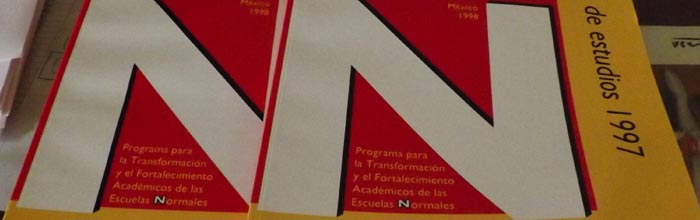 México
1998
Programa para
la Transformación
y el Fortalecimiento
Académicos de las
Escuelas Normales
México
1998
Programa para
la Transformación
y el Fortalecimiento
Académicos de las
Escuelas Normales
de estudios 1997